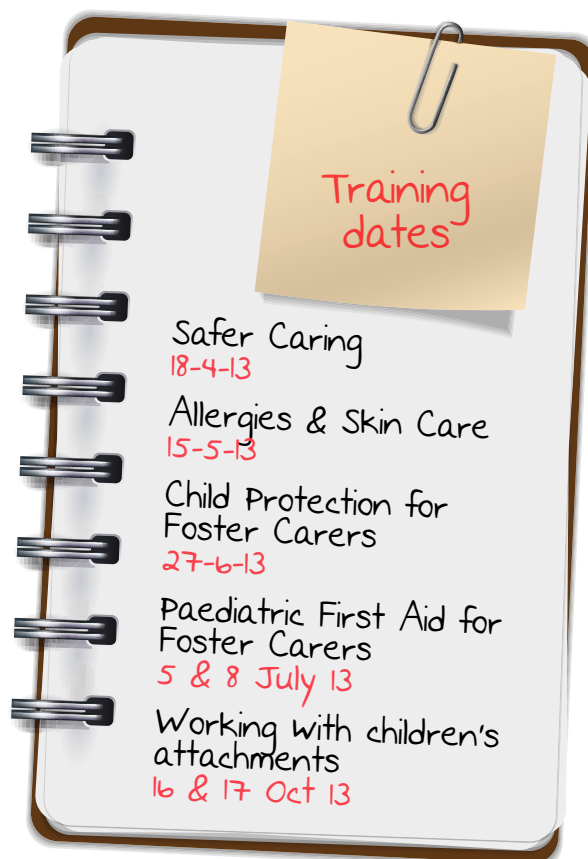 Training
dates
Safer Caring
18-4-13
Allergies & Skin Care
15-5-13
Child Protection for
Foster Carers
27-6-13
Paediatric First Aid for
Foster Carers
5 & 8 July 13
Working with children's
attachments
16 & 17 Oct 13